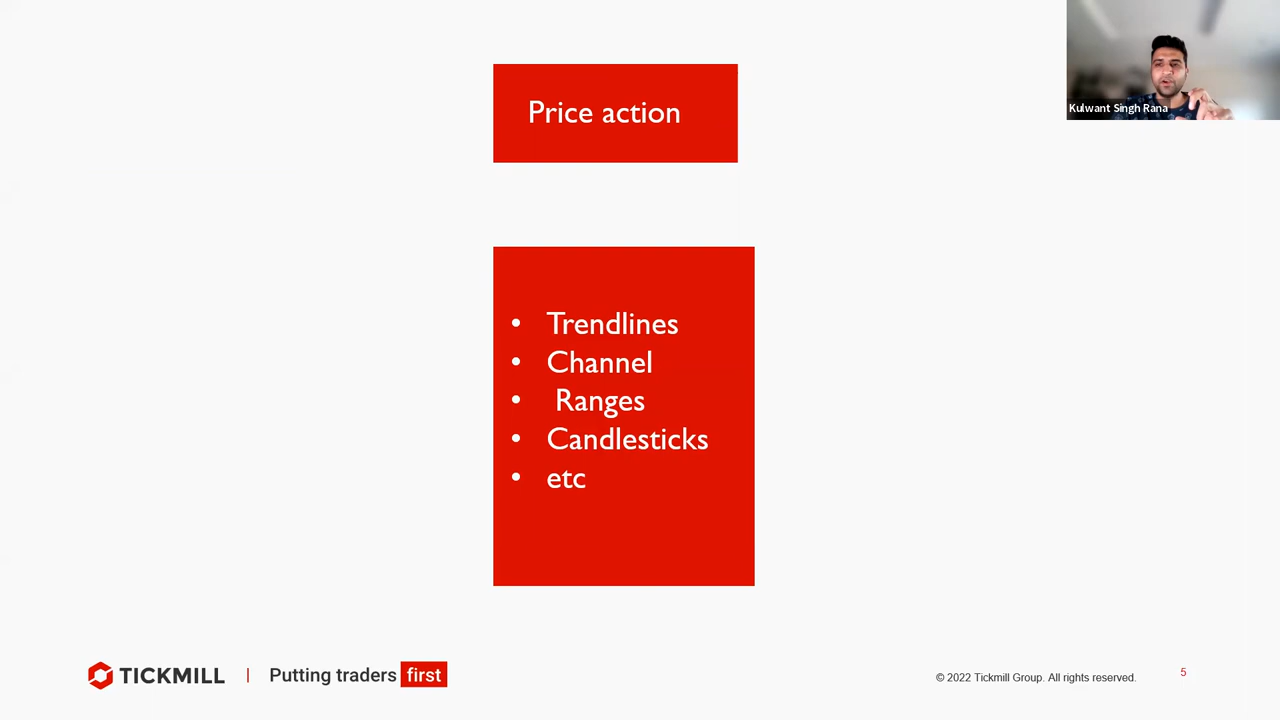 Price action
Kulwant Singh Rana
• Trendlines
• Channel
• Ranges
• Candlesticks
• etc
TICKMILL | Putting traders first
© 2022 Tickmill Group. All rights reserved.
5